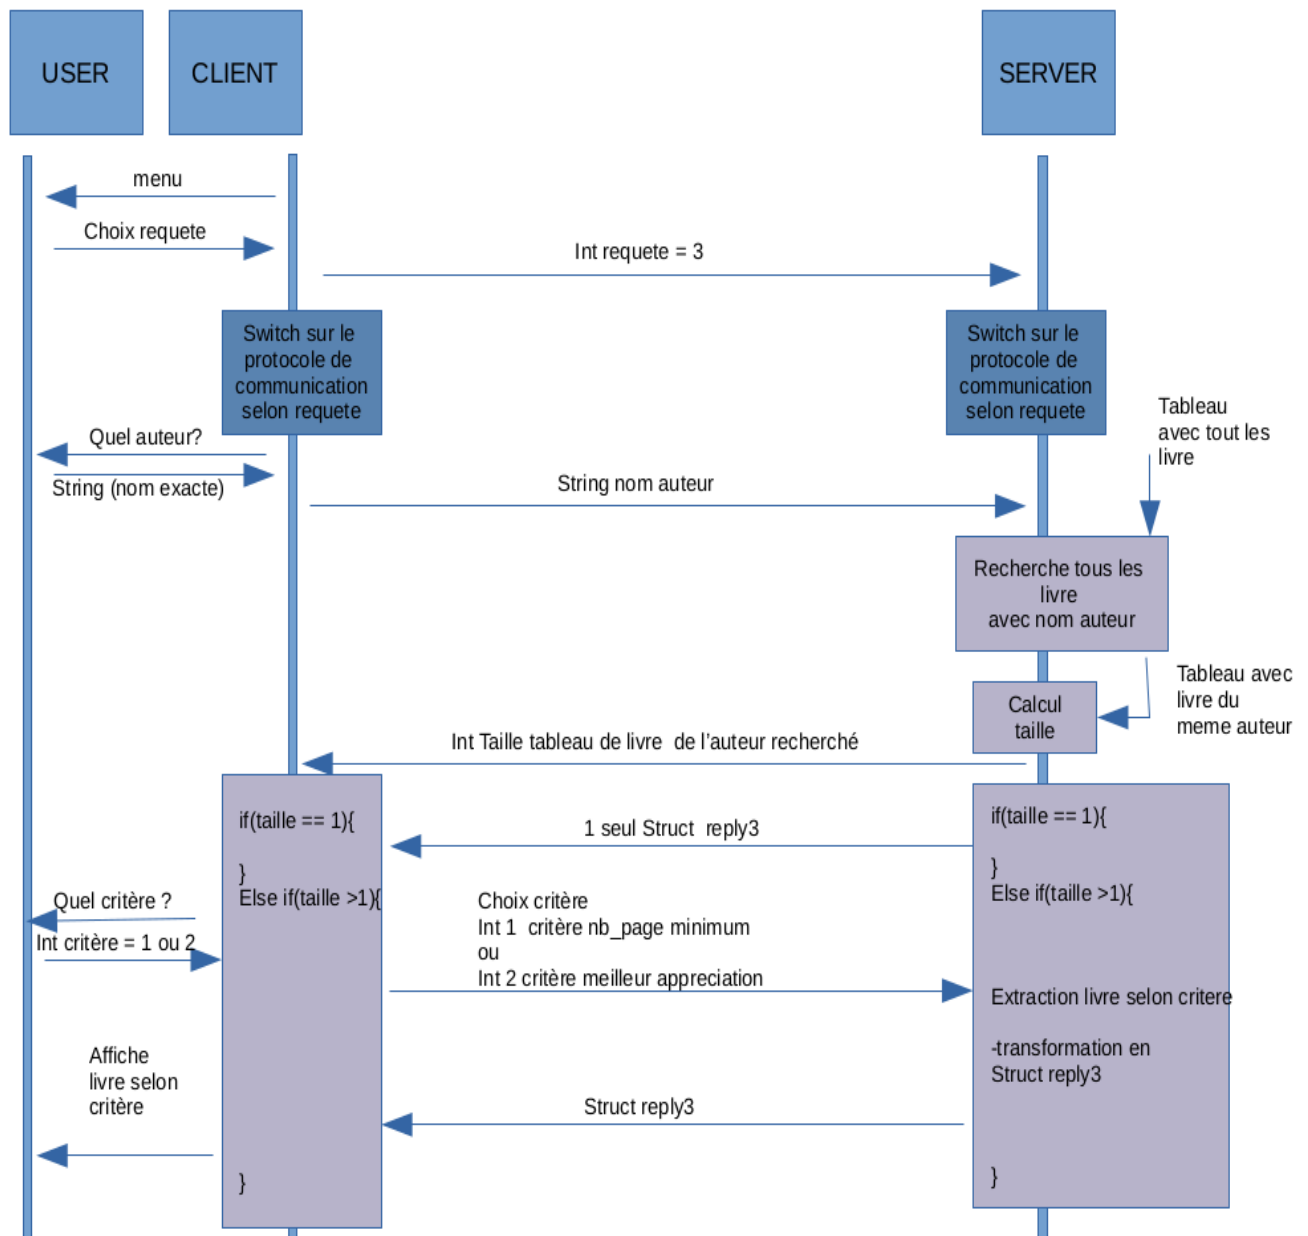 USER
CLIENT
SERVER
menu
Choix requete
Int requete = 3
Switch sur le
protocole de
communication
selon requete
Switch sur le
protocole de
communication
selon requete
Tableau
avec tout les
livre
Quel auteur?
String (nom exacte)
String nom auteur
Recherche tous les
livre
avec nom auteur
Tableau avec
livre du
meme auteur
Calcul
taille
Int Taille tableau de livre  de l'auteur recherché
if(taille == 1){
}
Else if(taille >1){
}
1 seul Struct  reply3
if(taille == 1){
}
Else if(taille >1){
Extraction livre selon critere
-transformation en
Struct reply3
}
Quel critère ?
Int critère = 1 ou 2
Choix critère
Int 1  critère nb_page minimum
ou
Int 2 critère meilleur appreciation
Affiche
livre selon
critère
Struct reply3